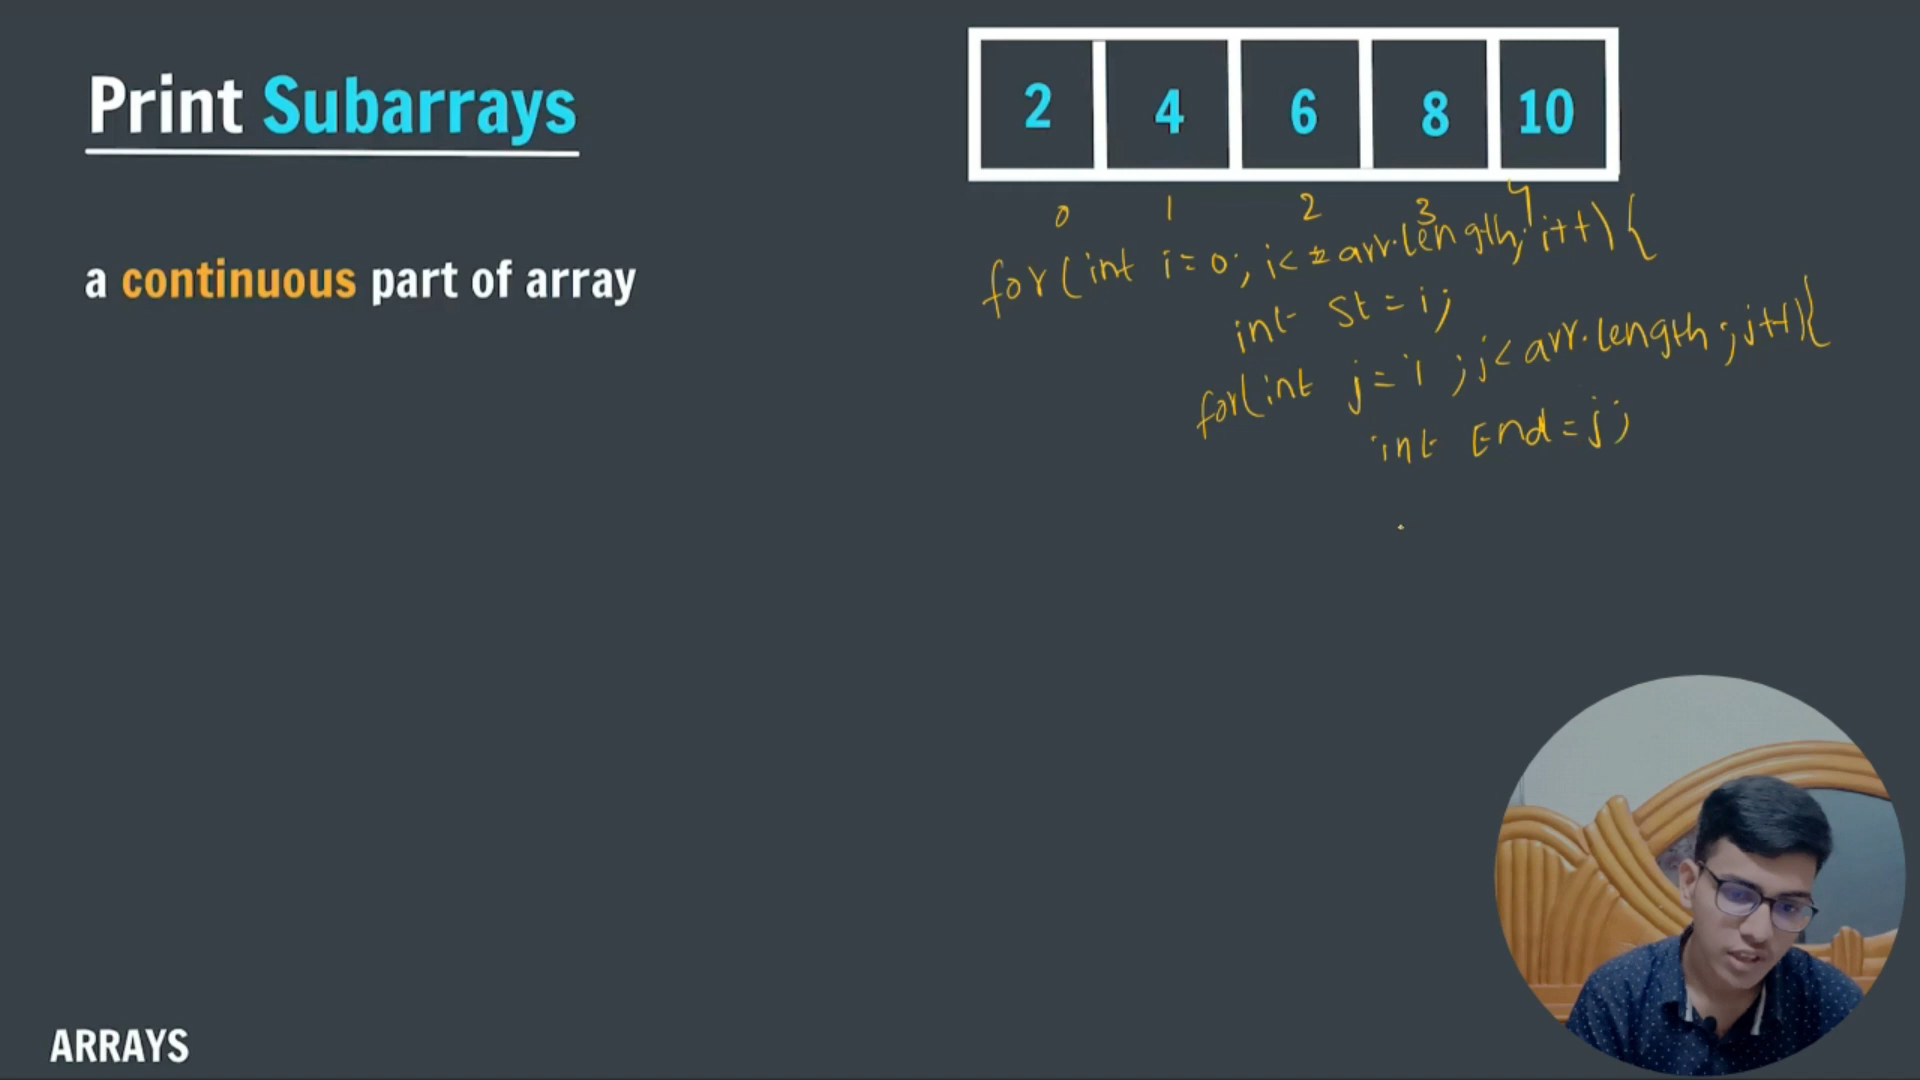 Print Subarrays
a continuous part of array
2 4 6 8 10
0 1 2 3 4
for(int i=0; i<arr.length; i++){
int St = i;
for(int j=i ; j<arr.length ; j++){
int End=j;
ARRAYS